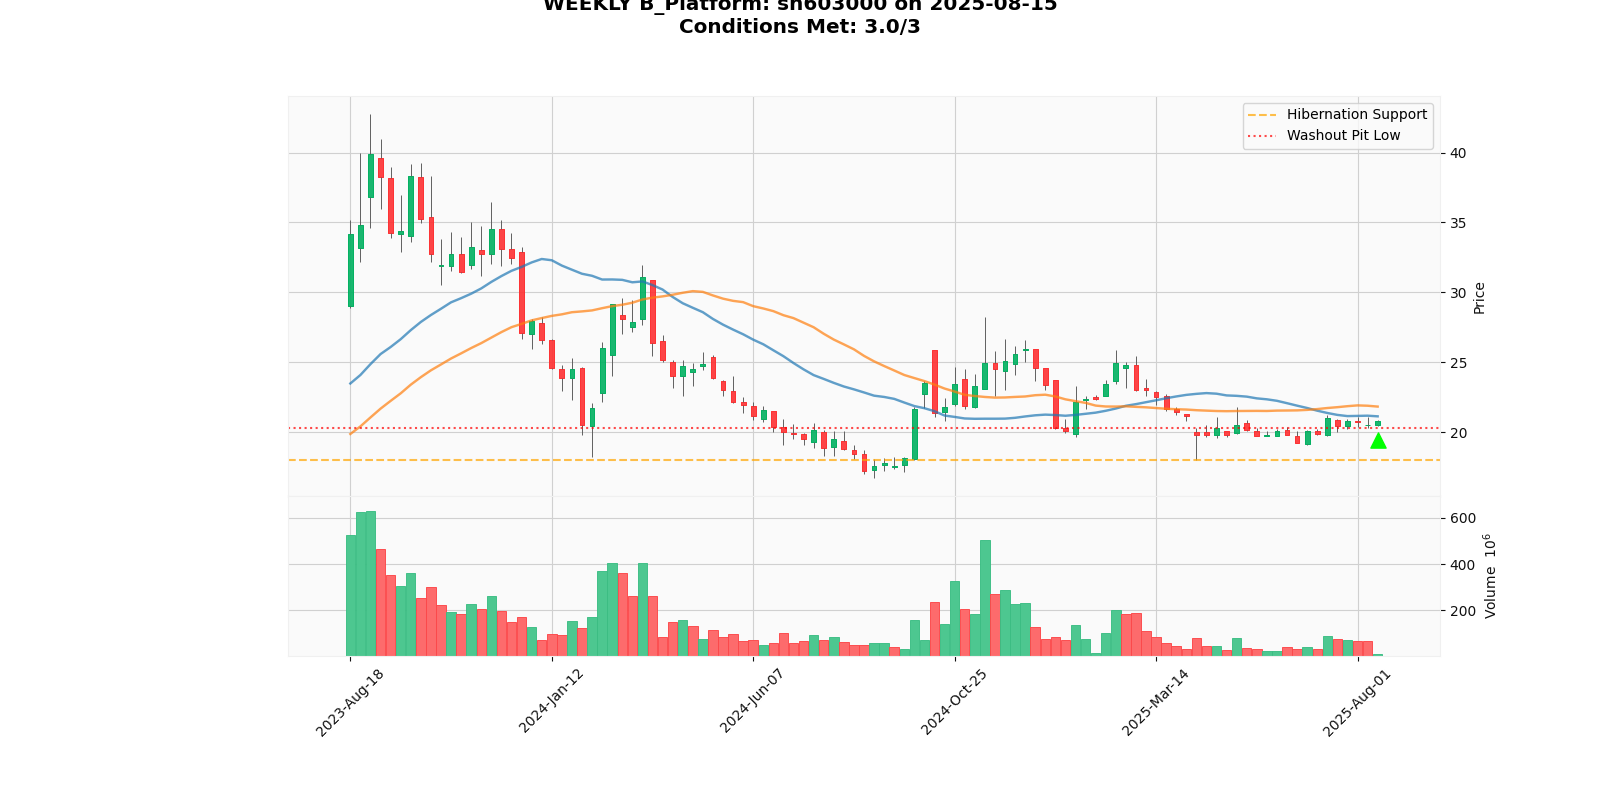 WEEKLY B_Platform: sh603000 on 2025-08-15
Conditions Met: 3.0/3
Hibernation Support
Washout Pit Low
40
35
30
25
20
Price
600
400
200
Volume 10⁶
2023-Aug-18
2024-Jan-12
2024-Jun-07
2024-Oct-25
2025-Mar-14
2025-Aug-01